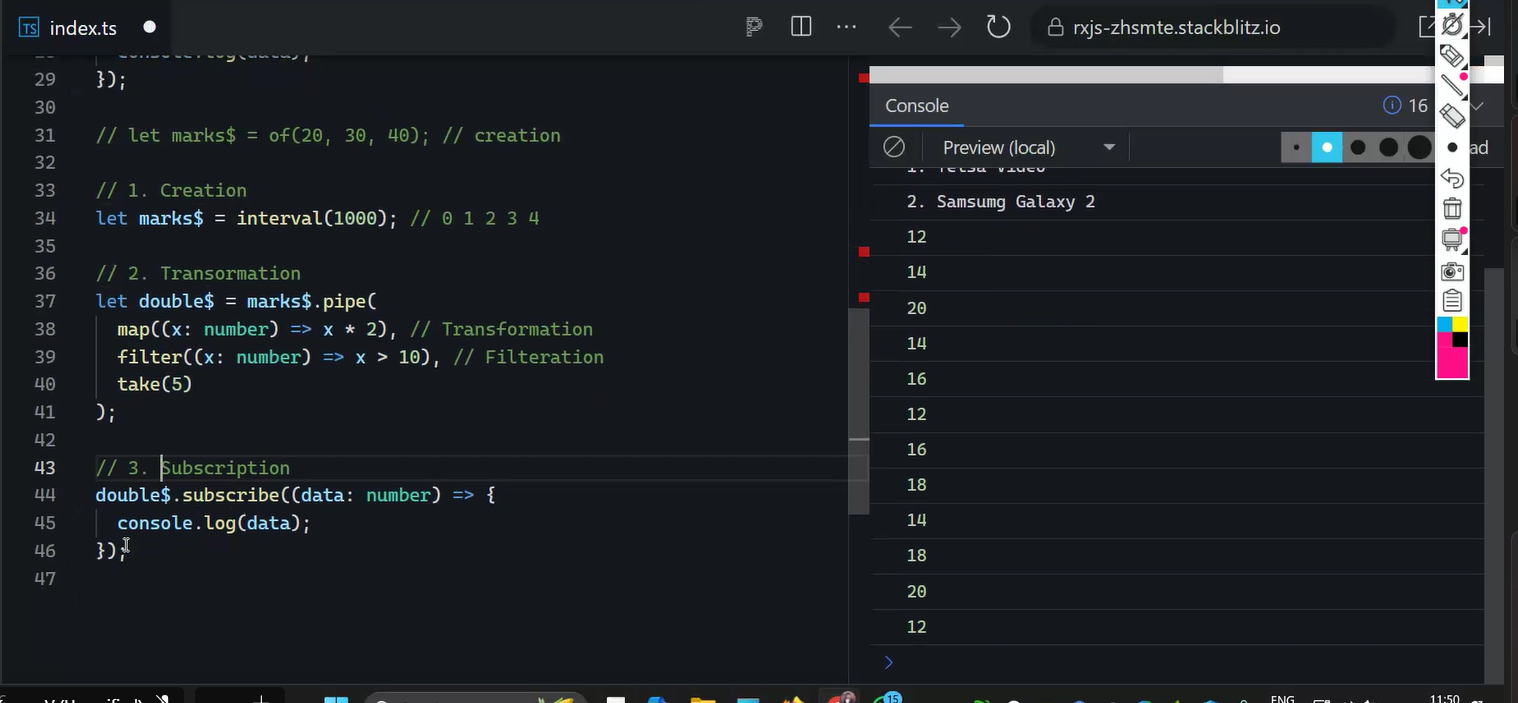 TS index.ts
rxjs-zhsmte.stackblitz.io
console.log(data);
29 });
30
31 // let marks$ = of(20, 30, 40); // creation
32
33 // 1. Creation
34 let marks$ = interval(1000); // 0 1 2 3 4
35
36 // 2. Transormation
37 let double$ = marks$.pipe(
38 map((x: number) => x * 2), // Transformation
39 filter((x: number) => x > 10), // Filteration
40 take(5)
41 );
42
43 // 3. Subscription
44 double$.subscribe((data: number) => {
45 console.log(data);
46 });
47
Console
16
Preview (local)
1. Telsa Video
2. Samsumg Galaxy 2
12
14
20
14
16
12
16
18
14
18
20
12
15
ENG
11:50